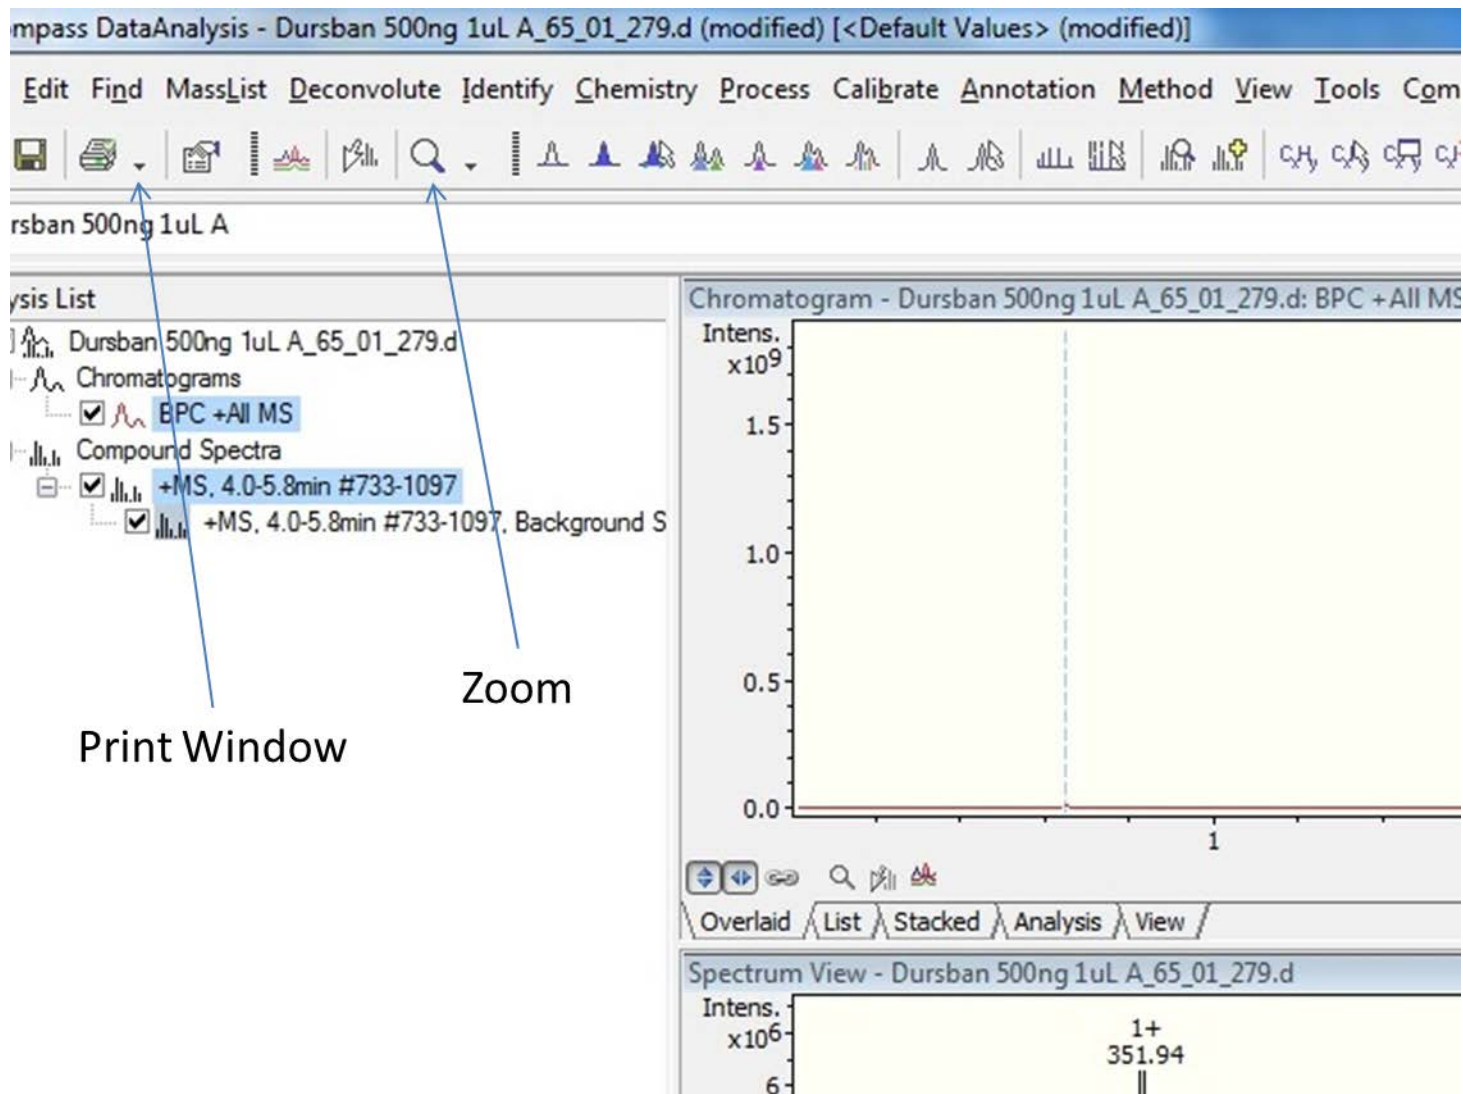 mpass DataAnalysis - Dursban 500ng 1uL A_65_01_279.d (modified) [<Default Values> (modified)]
Edit Find MassList Deconvolute Identify Chemistry Process Calibrate Annotation Method View Tools Com
rsban 500ng 1uL A
ysis List
Dursban 500ng 1uL A_65_01_279.d
Chromatograms
BPC +All MS
Compound Spectra
+MS, 4.0-5.8min #733-1097
+MS, 4.0-5.8min #733-1097, Background S
Zoom
Print Window
Chromatogram - Dursban 500ng 1uL A_65_01_279.d: BPC +All MS
Intens.
x10⁹
1.5
1.0
0.5
0.0
1
Overlaid List Stacked Analysis View
Spectrum View - Dursban 500ng 1uL A_65_01_279.d
Intens.
x10⁶
1+
351.94
6